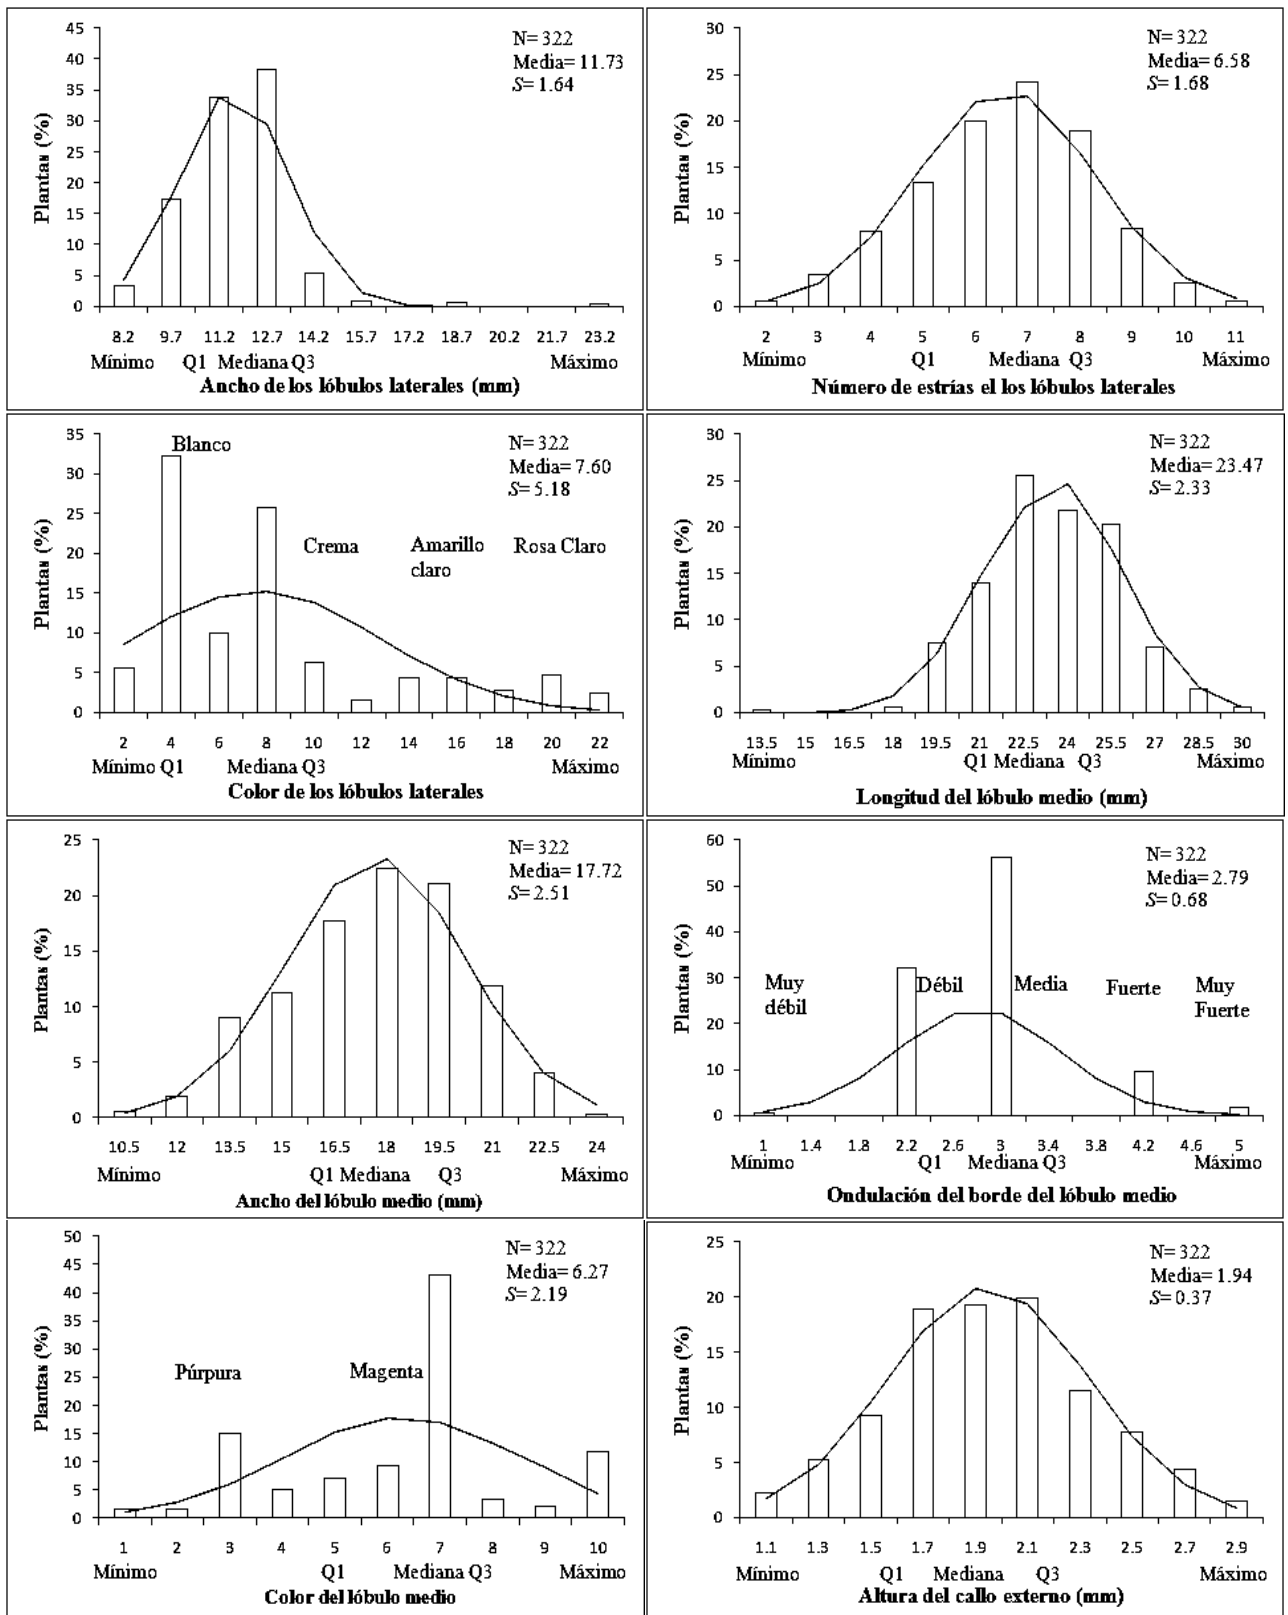 45
40
35
30
25
20
15
10
5
0
Plantas (%)
N= 322
Media= 11.73
S= 1.64
8.2 9.7 11.2 12.7 14.2 15.7 17.2 18.7 20.2 21.7 23.2
Mínimo Q1 Mediana Q3 Máximo
Ancho de los lóbulos laterales (mm)
30
25
20
15
10
5
0
Plantas (%)
N= 322
Media= 6.58
S= 1.68
2 3 4 5 6 7 8 9 10 11
Mínimo Q1 Mediana Q3 Máximo
Número de estrías el los lóbulos laterales
35
30
25
20
15
10
5
0
Plantas (%)
Blanco
N= 322
Media= 7.60
S= 5.18
Crema Amarillo Rosa Claro
claro
2 4 6 8 10 12 14 16 18 20 22
Mínimo Q1 Mediana Q3 Máximo
Color de los lóbulos laterales
30
25
20
15
10
5
0
Plantas (%)
N= 322
Media= 23.47
S= 2.33
13.5 15 16.5 18 19.5 21 22.5 24 25.5 27 28.5 30
Mínimo Q1 Mediana Q3 Máximo
Longitud del lóbulo medio (mm)
25
20
15
10
5
0
Plantas (%)
N= 322
Media= 17.72
S= 2.51
10.5 12 13.5 15 16.5 18 19.5 21 22.5 24
Mínimo Q1 Mediana Q3 Máximo
Ancho del lóbulo medio (mm)
60
50
40
30
20
10
0
Plantas (%)
N= 322
Media= 2.79
S= 0.68
Muy Débil Media Fuerte Muy
débil Fuerte
1 1.4 1.8 2.2 2.6 3 3.4 3.8 4.2 4.6 5
Mínimo Q1 Mediana Q3 Máximo
Ondulación del borde del lóbulo medio
50
45
40
35
30
25
20
15
10
5
0
Plantas (%)
N= 322
Media= 6.27
S= 2.19
Púrpura Magenta
1 2 3 4 5 6 7 8 9 10
Mínimo Q1 Mediana Q3 Máximo
Color del lóbulo medio
25
20
15
10
5
0
Plantas (%)
N= 322
Media= 1.94
S= 0.37
1.1 1.3 1.5 1.7 1.9 2.1 2.3 2.5 2.7 2.9
Mínimo Q1 Mediana Q3 Máximo
Altura del callo externo (mm)